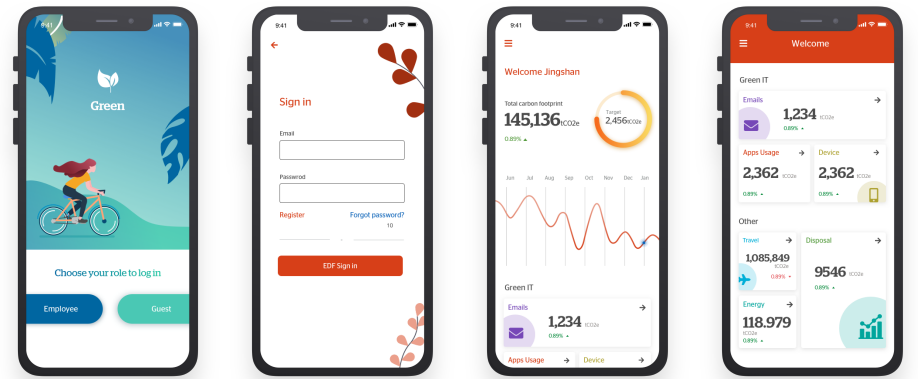 9:41
Green
Choose your role to log in
Employee
Guest
9:41
Sign in
Email
Passwrod
Register
Forgot password?
10
EDF Sign in
9:41
Welcome Jingshan
Total carbon footprint
145,136tCO2e
0.89%
Target
2,456tCO2e
Jun Jul Aug Sep Oct Nov Dec Jan
Green IT
Emails
1,234 tCO2e
0.89%
Apps Usage
Device
9:41
Welcome
Green IT
Emails
1,234 tCO2e
0.89%
Apps Usage
2,362 tCO2e
0.89%
Device
2,362 tCO2e
0.89%
Other
Travel
1,085,849
tCO2e
0.89%
Disposal
9546 tCO2e
0.89%
Energy
118.979
tCO2e
0.89%